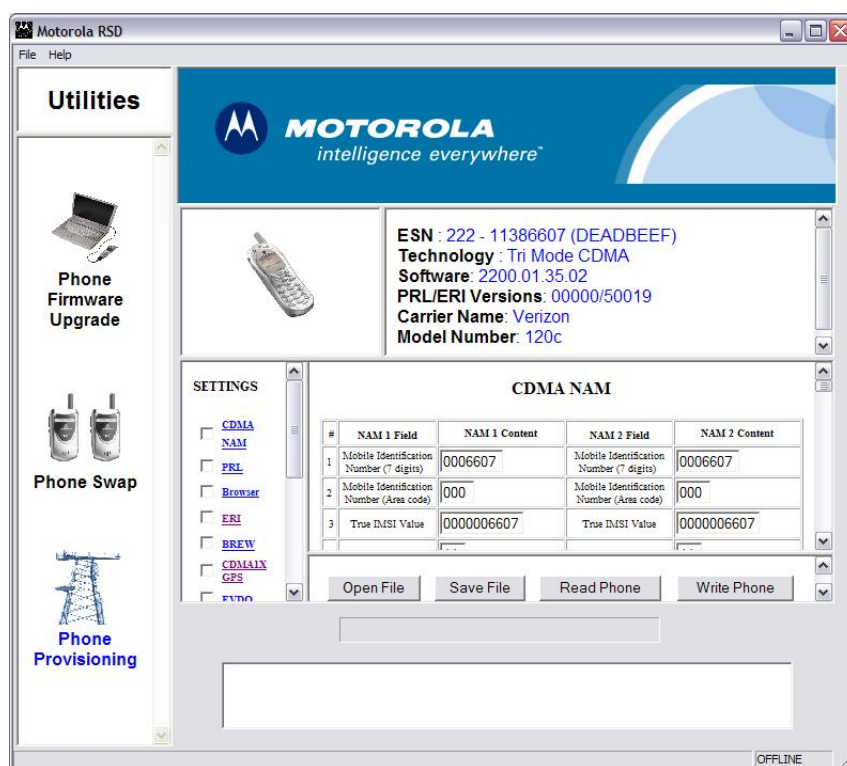 Motorola RSD
File Help
Utilities
MOTOROLA
intelligence everywhere™
Phone
Firmware
Upgrade
Phone Swap
Phone
Provisioning
ESN : 222 - 11386607 (DEADBEEF)
Technology : Tri Mode CDMA
Software: 2200.01.35.02
PRL/ERI Versions: 00000/50019
Carrier Name: Verizon
Model Number: 120c
SETTINGS
CDMA
NAM
PRL
Browser
ERI
BREW
CDMA1X
GPS
EVDO
CDMA NAM
# NAM 1 Field NAM 1 Content NAM 2 Field NAM 2 Content
1 Mobile Identification Number (7 digits) 0006607 Mobile Identification Number (7 digits) 0006607
2 Mobile Identification Number (Area code) 000 Mobile Identification Number (Area code) 000
3 True IMSI Value 0000006607 True IMSI Value 0000006607
Open File Save File Read Phone Write Phone
OFFLINE